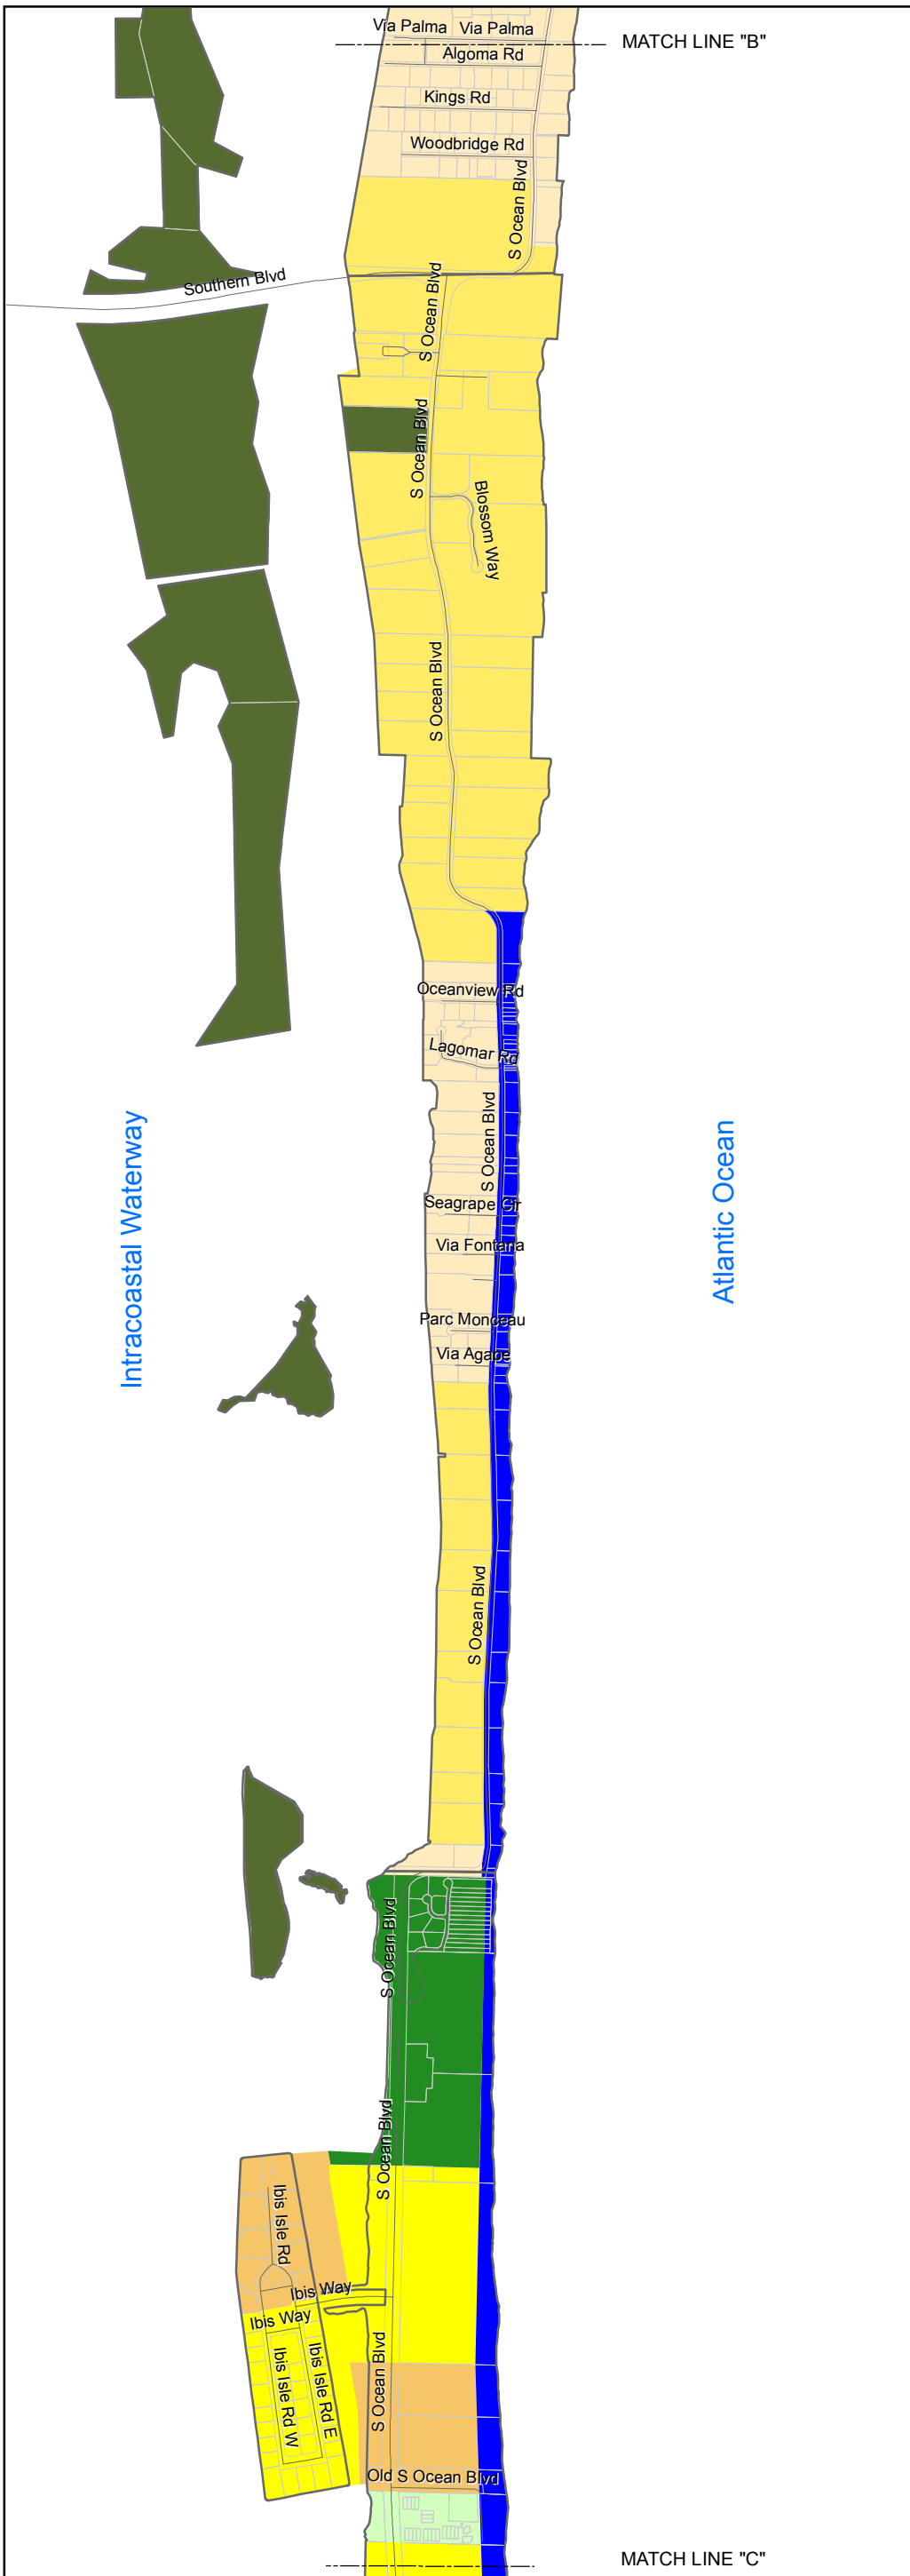 Via Palma Via Palma
MATCH LINE "B"
Algoma Rd
Kings Rd
Woodbridge Rd
S Ocean Blvd
Southern Blvd
S Ocean Blvd
S Ocean Blvd
Blossom Way
S Ocean Blvd
Oceanview Rd
Lagomar Rd
S Ocean Blvd
Intracoastal Waterway
Atlantic Ocean
Seagrape Cir
Via Fontana
Parc Monceau
Via Agape
S Ocean Blvd
S Ocean Blvd
S Ocean Blvd
Ibis Isle Rd
Ibis Way
Ibis Way
Ibis Isle Rd W
Ibis Isle Rd E
S Ocean Blvd
Old S Ocean Blvd
MATCH LINE "C"